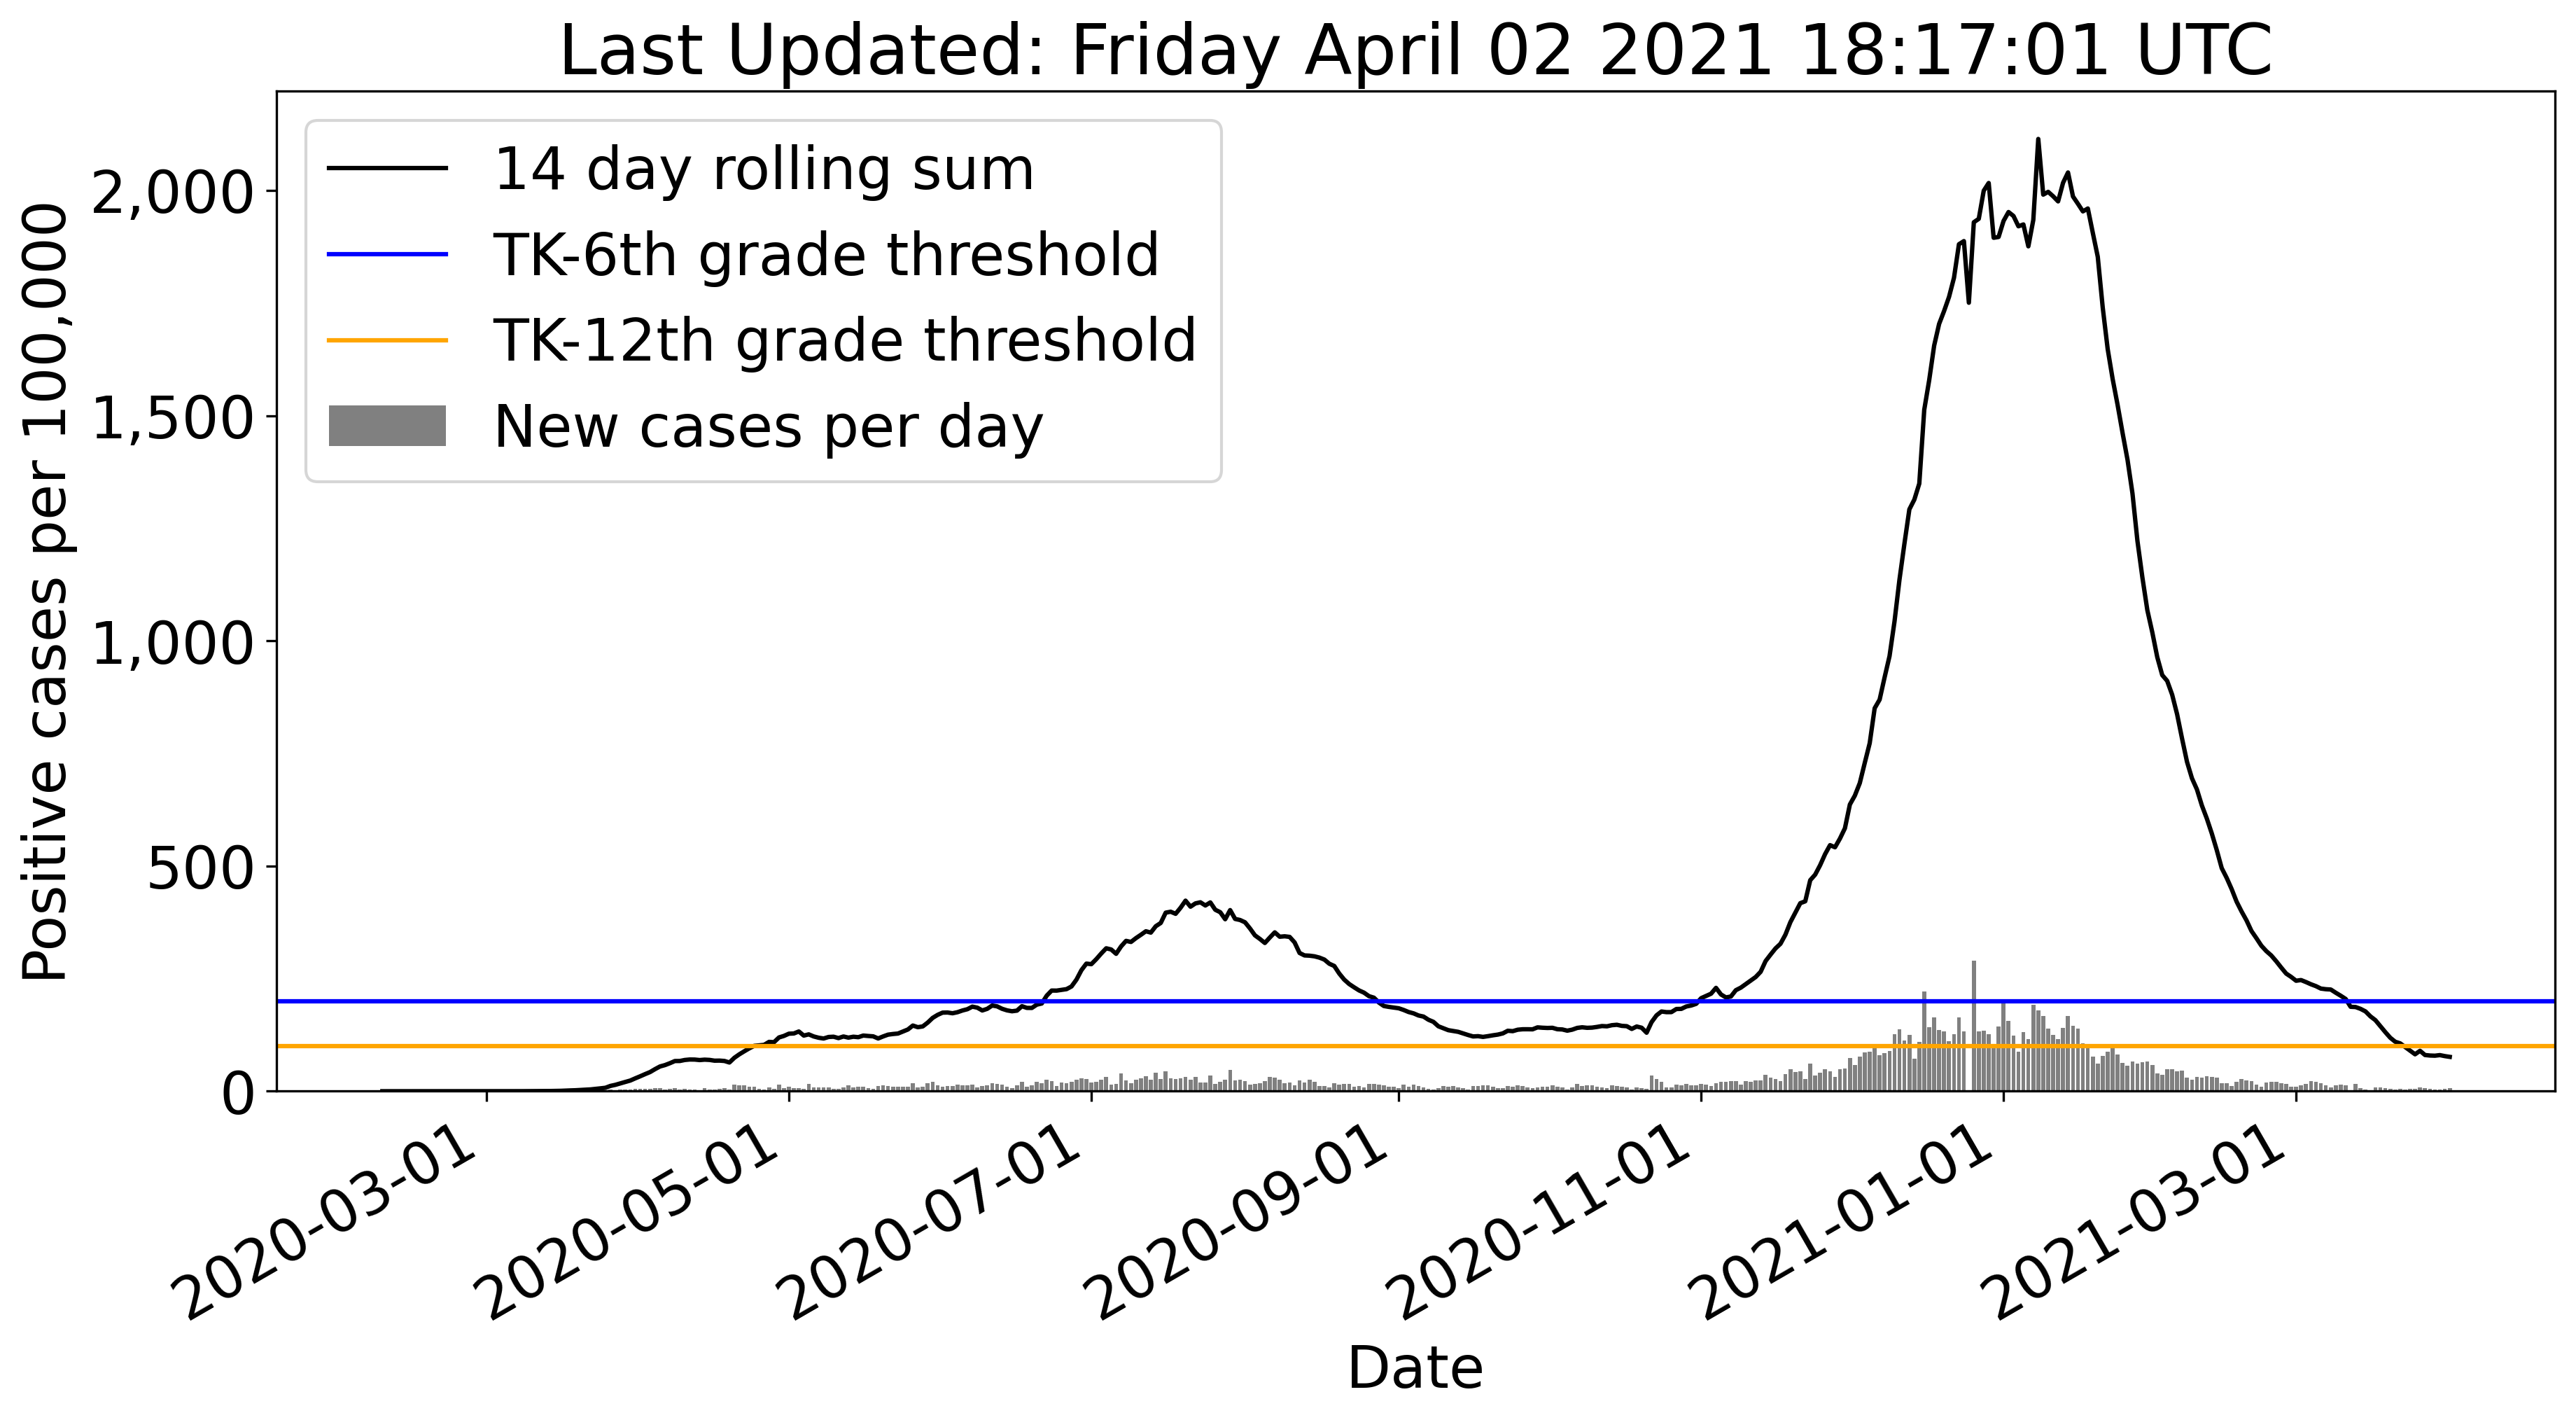 Last Updated: Friday April 02 2021 18:17:01 UTC
14 day rolling sum
TK-6th grade threshold
TK-12th grade threshold
New cases per day
Positive cases per 100,000
2,000
1,500
1,000
500
0
2020-03-01
2020-05-01
2020-07-01
2020-09-01
2020-11-01
2021-01-01
2021-03-01
Date